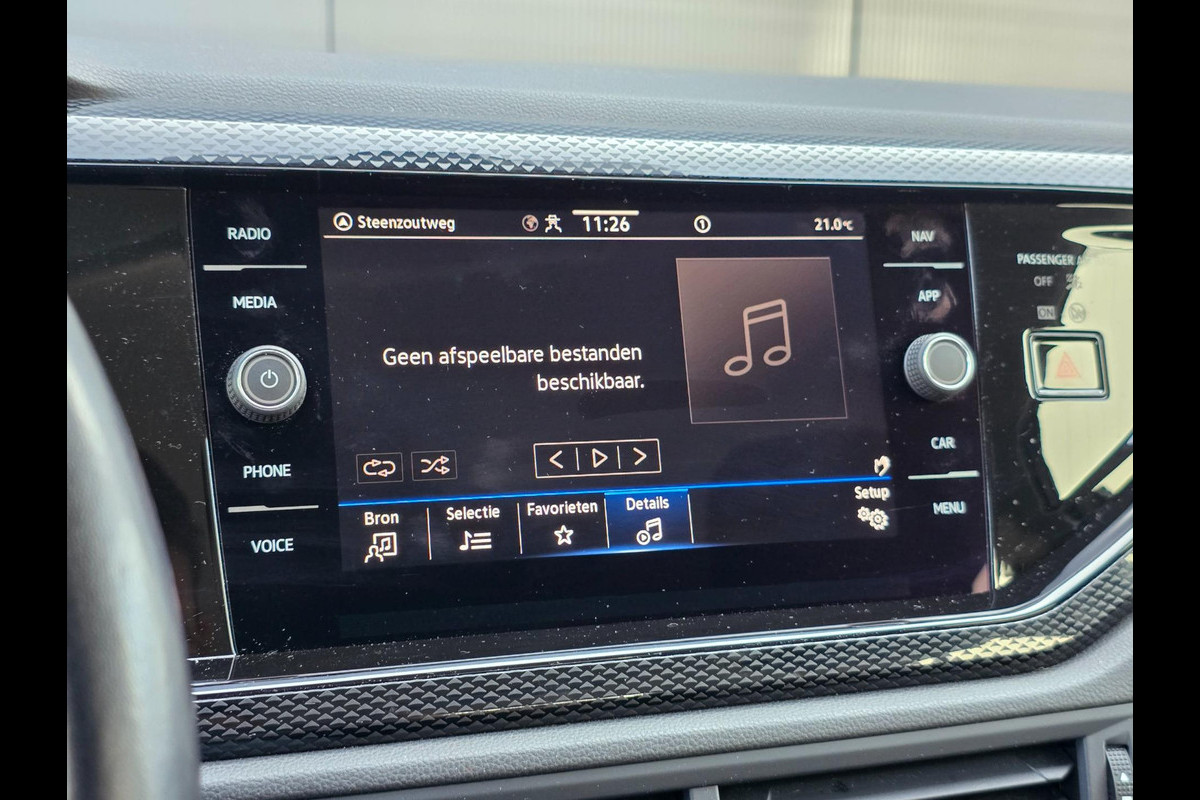 RADIO
MEDIA
PHONE
VOICE
Steenzoutweg
11:26
1
21.0°C
Geen afspeelbare bestanden
beschikbaar.
Bron
Selectie
Favorieten
Details
Setup
NAV
APP
CAR
MENU
PASSENGER
OFF
ON